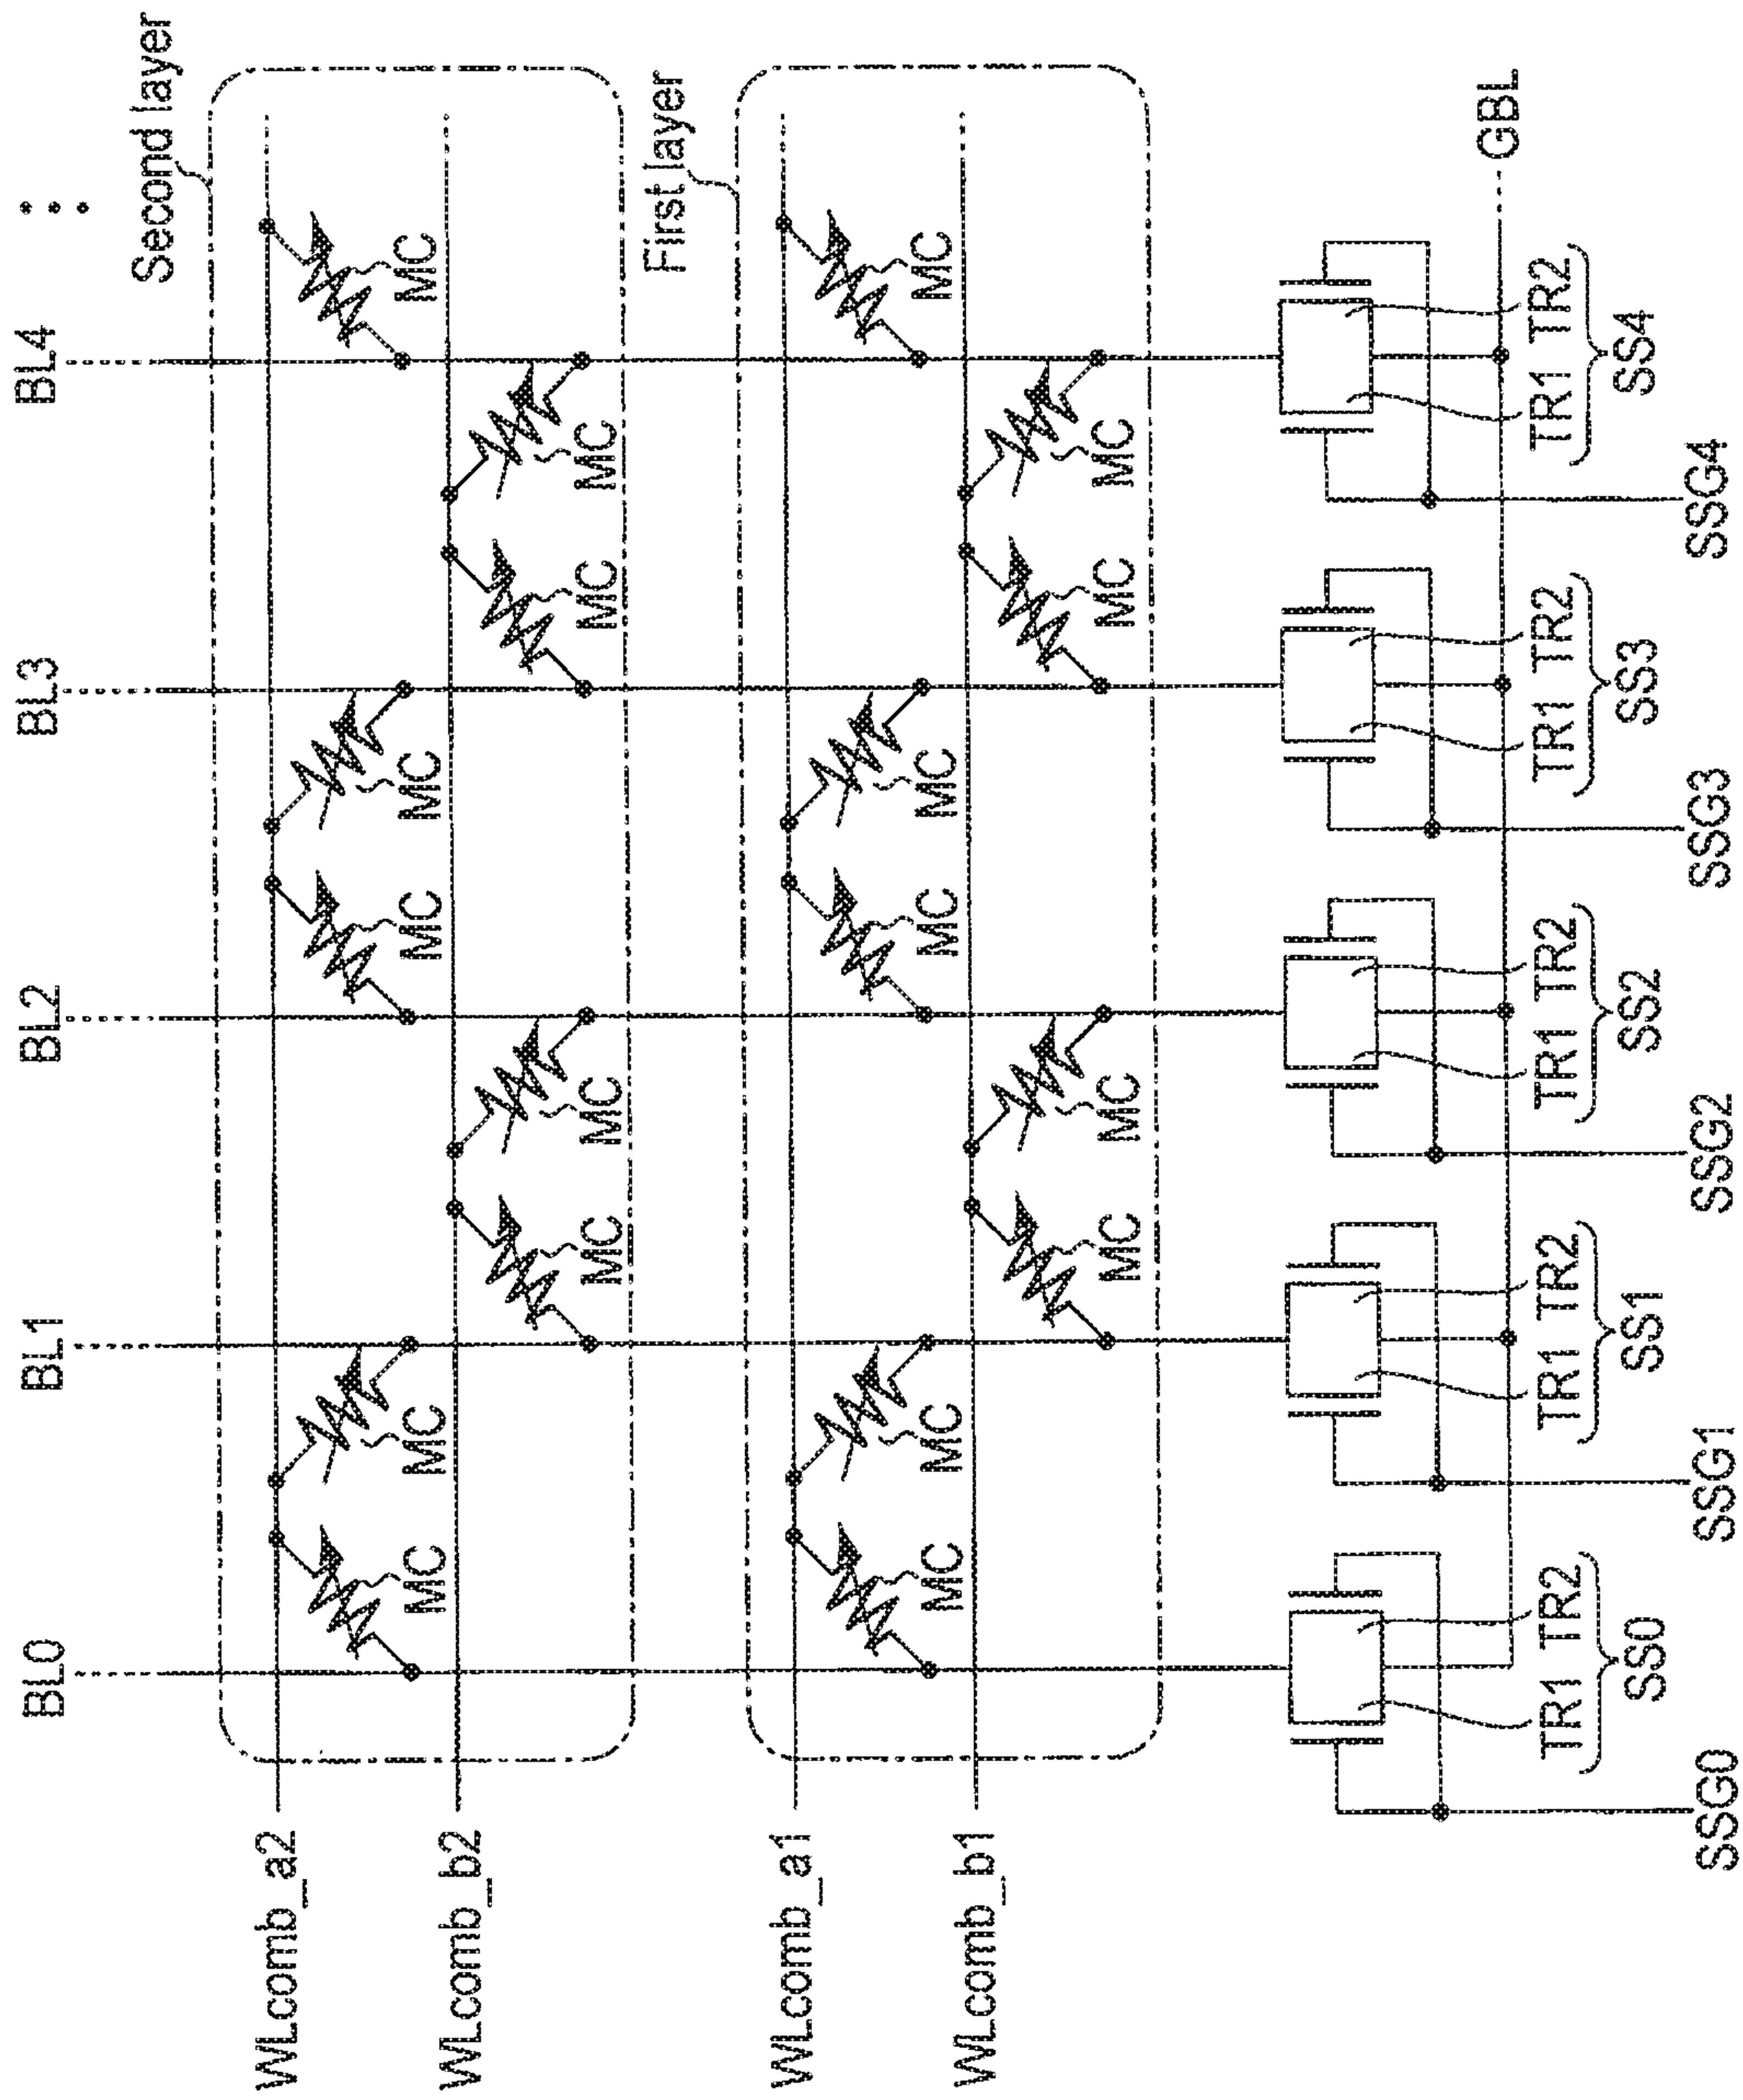 BL0
BL1
BL2
BL3
BL4
Second layer
WLcomb_a2
MC
MC
MC
MC
MC
WLcomb_b2
MC
MC
MC
MC
First layer
WLcomb_a1
MC
MC
MC
MC
MC
WLcomb_b1
MC
MC
MC
MC
GBL
TR1 TR2
TR1 TR2
TR1 TR2
TR1 TR2
TR1 TR2
SS0
SS1
SS2
SS3
SS4
SSG0
SSG1
SSG2
SSG3
SSG4